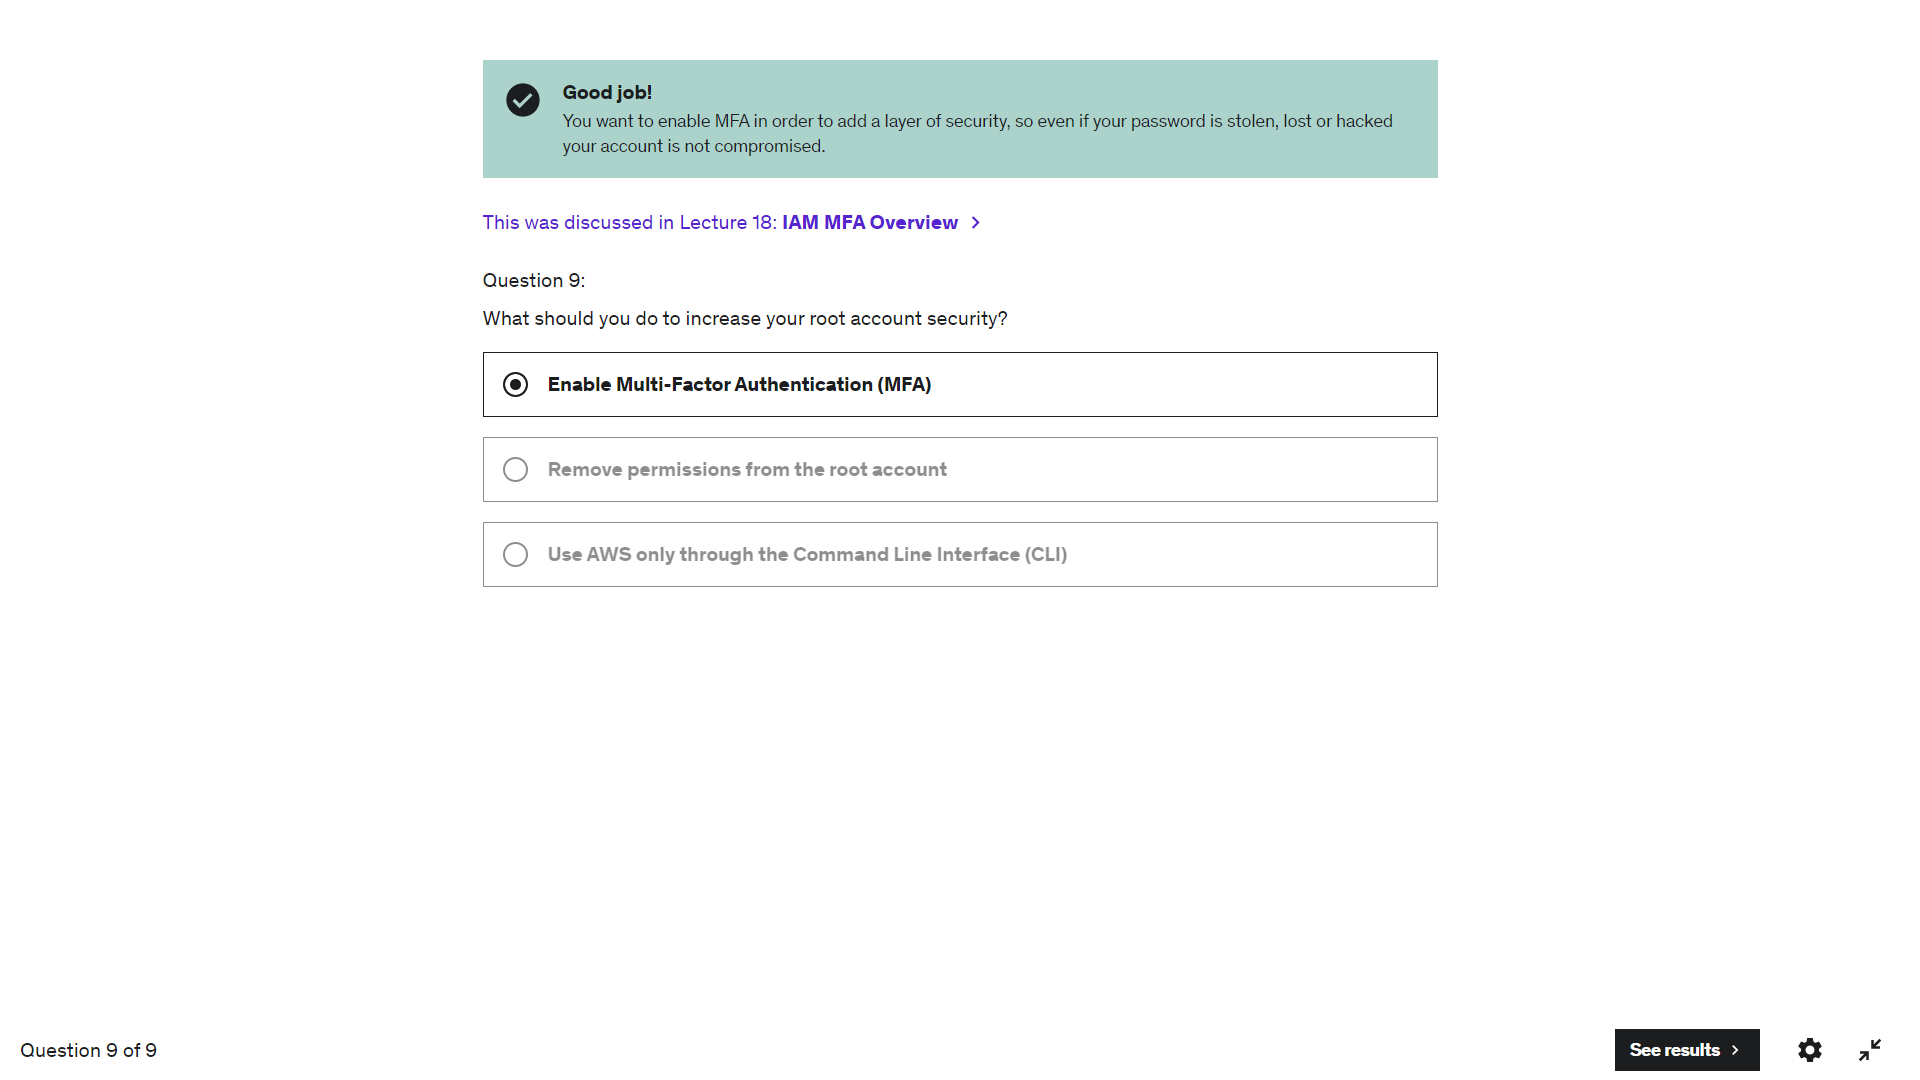 Good job!
You want to enable MFA in order to add a layer of security, so even if your password is stolen, lost or hacked
your account is not compromised.
This was discussed in Lecture 18: IAM MFA Overview
Question 9:
What should you do to increase your root account security?
Enable Multi-Factor Authentication (MFA)
Remove permissions from the root account
Use AWS only through the Command Line Interface (CLI)
Question 9 of 9
See results